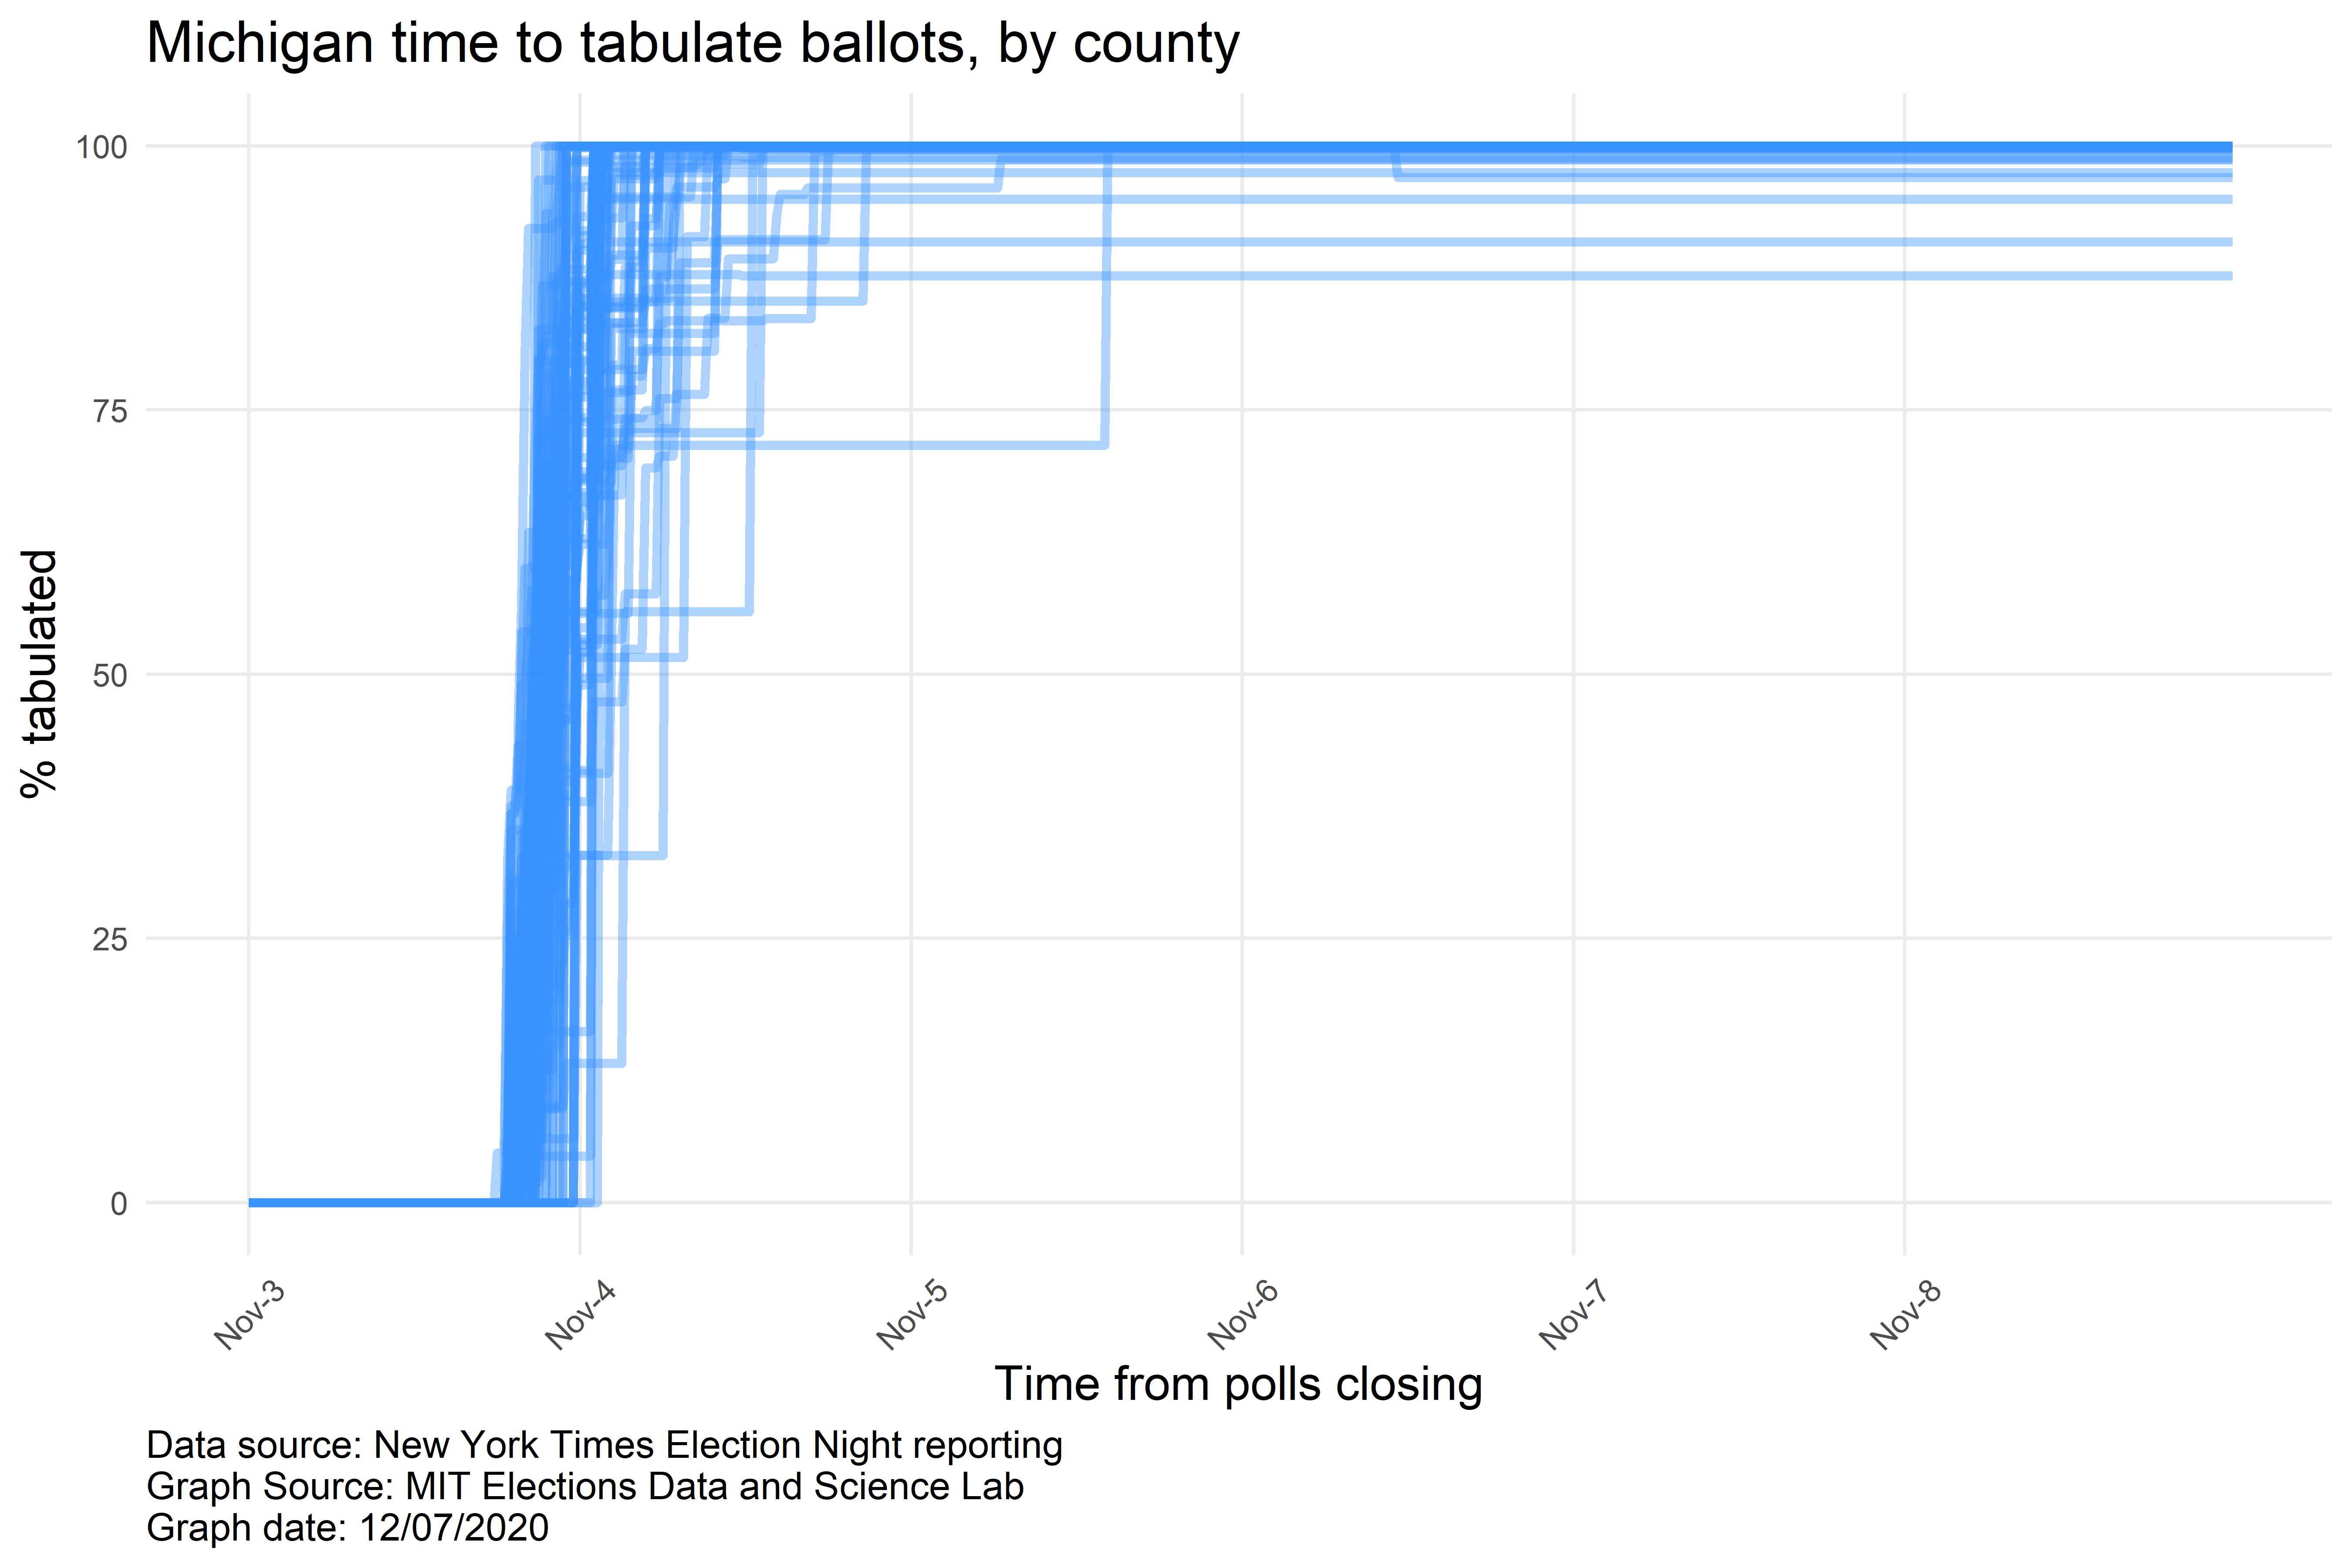 Michigan time to tabulate ballots, by county
100
75
50
25
0
% tabulated
Nov-3
Nov-4
Nov-5
Nov-6
Nov-7
Nov-8
Time from polls closing
Data source: New York Times Election Night reporting
Graph Source: MIT Elections Data and Science Lab
Graph date: 12/07/2020